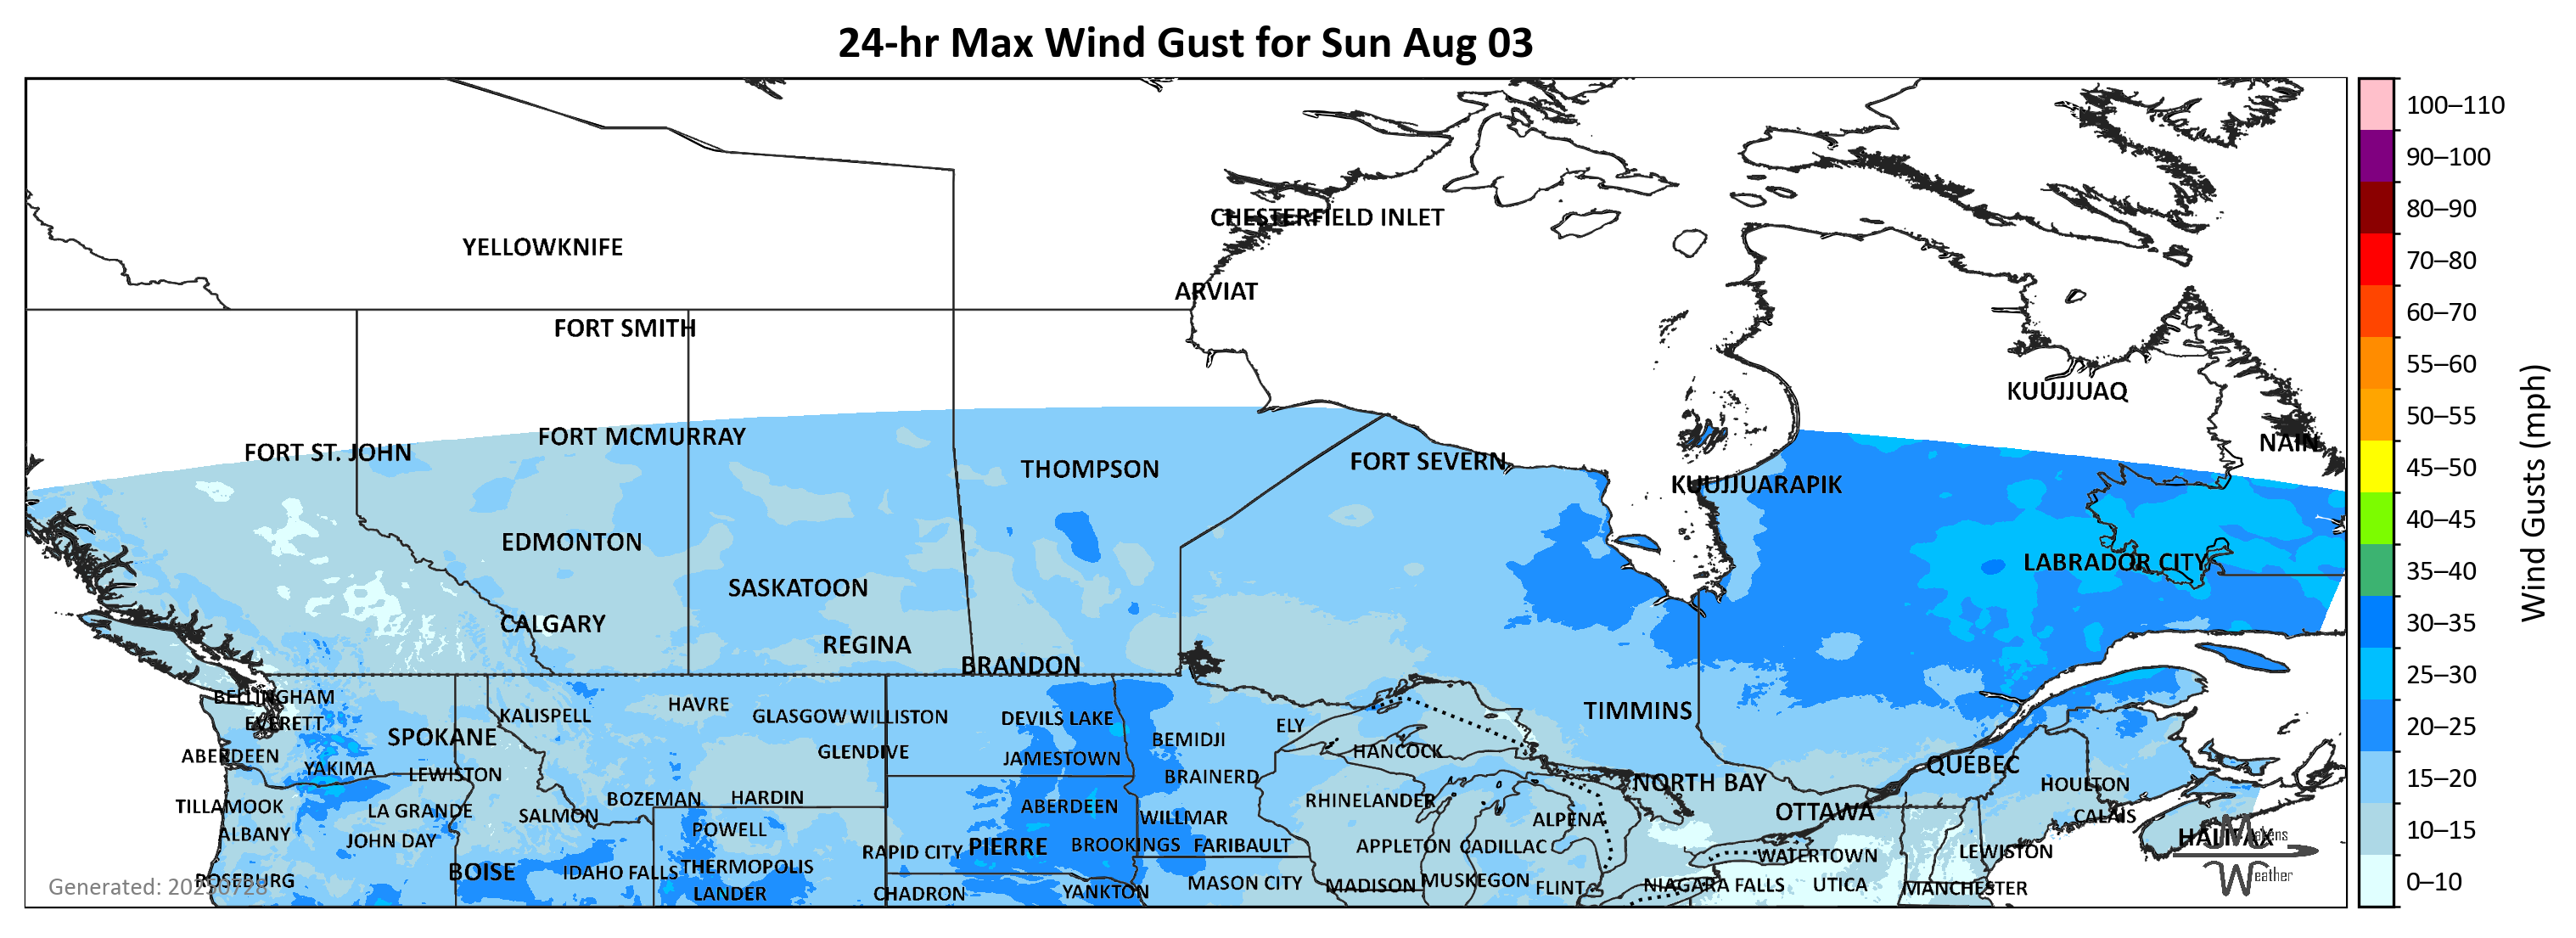 24-hr Max Wind Gust for Sun Aug 03
100–110
90–100
80–90
70–80
60–70
55–60
50–55
45–50
40–45
35–40
30–35
25–30
20–25
15–20
10–15
0–10
Wind Gusts (mph)
CHESTERFIELD INLET
YELLOWKNIFE
ARVIAT
FORT SMITH
KUUJJUAQ
FORT MCMURRAY
NAIN
FORT ST. JOHN
FORT SEVERN
THOMPSON
KUUJJUARAPIK
EDMONTON
LABRADOR CITY
SASKATOON
CALGARY
REGINA
BRANDON
BELLINGHAM
HAVRE
TIMMINS
KALISPELL
GLASGOW
WILLISTON
DEVILS LAKE
EVERETT
ELY
SPOKANE
BEMIDJI
HANCOCK
GLENDIVE
ABERDEEN
JAMESTOWN
QUÉBEC
YAKIMA
LEWISTON
BRAINERD
NORTH BAY
HOULTON
BOZEMAN
HARDIN
RHINELANDER
TILLAMOOK
ABERDEEN
LA GRANDE
OTTAWA
SALMON
CALAIS
WILLMAR
ALPENA
POWELL
ALBANY
HALIFAX
JOHN DAY
BROOKINGS
FARIBAULT
APPLETON
CADILLAC
PIERRE
RAPID CITY
LEWISTON
WATERTOWN
THERMOPOLIS
BOISE
IDAHO FALLS
ROSEBURG
MUSKEGON
MASON CITY
MADISON
NIAGARA FALLS
UTICA
FLINT
MANCHESTER
YANKTON
LANDER
CHADRON
Makens
Weather
Generated: 20250728